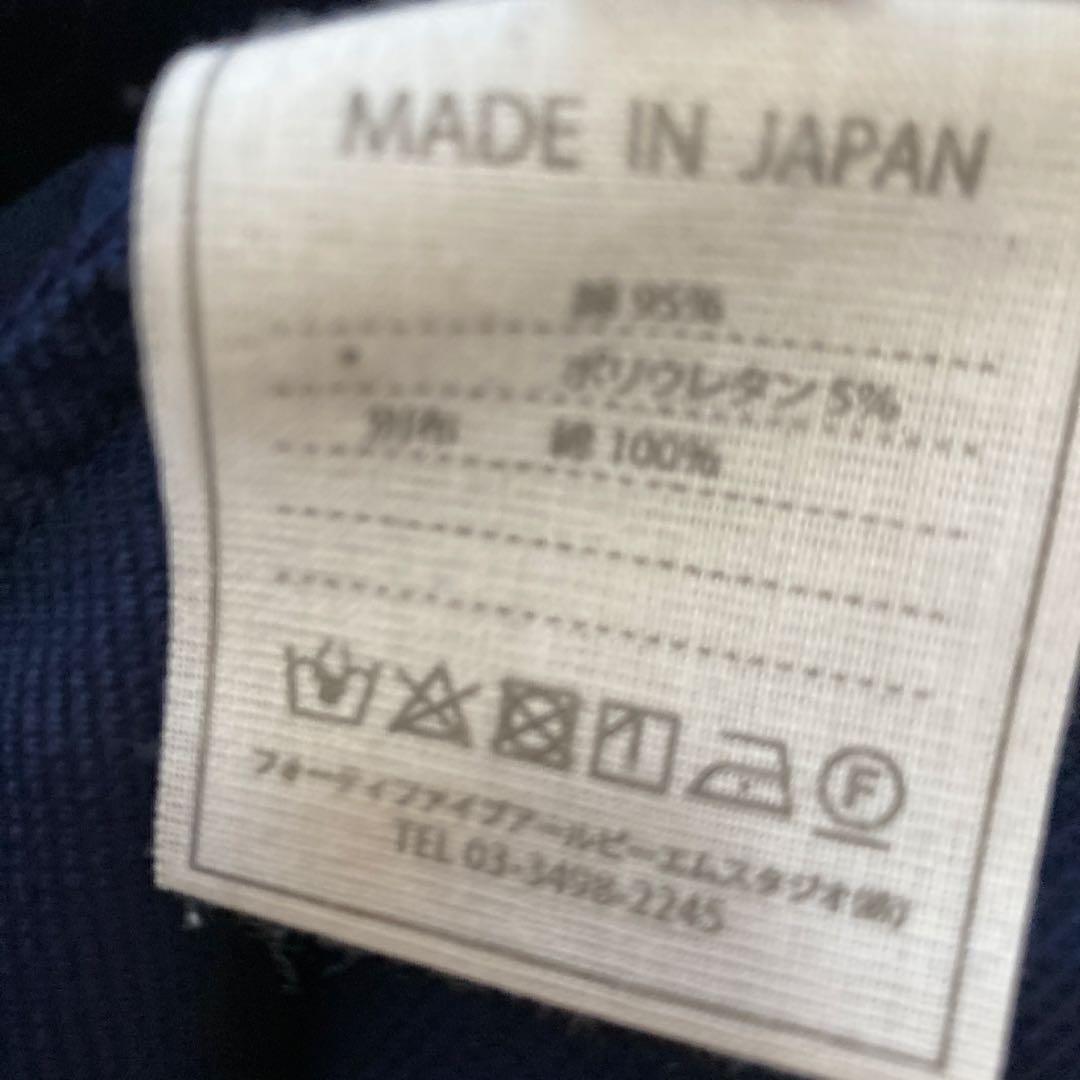 MADE IN JAPAN
綿 95%
ポリウレタン 5%
別布 綿 100%
F
フォーティファイブアールピーエムスタジオ(株)
TEL 03-3498-2245